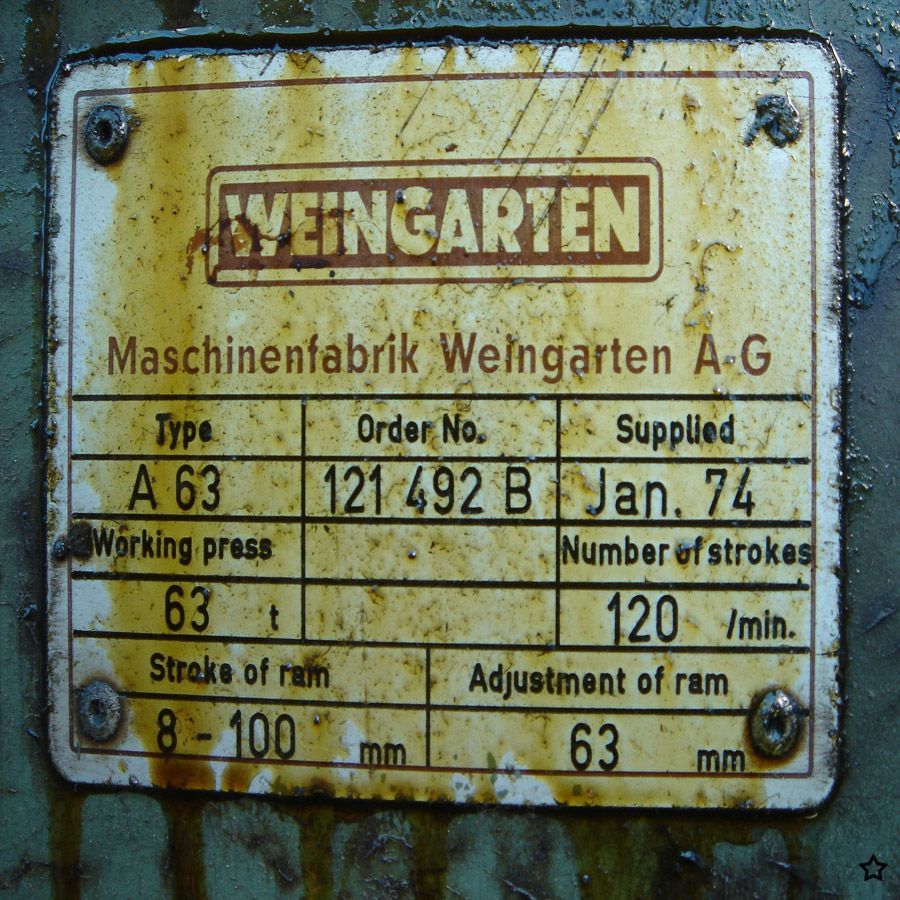 WEINGARTEN
Maschinenfabrik Weingarten A-G
Type Order No. Supplied
A 63 121 492 B Jan. 74
Working press Number of strokes
63 t 120 /min.
Stroke of ram Adjustment of ram
8 - 100 mm 63 mm